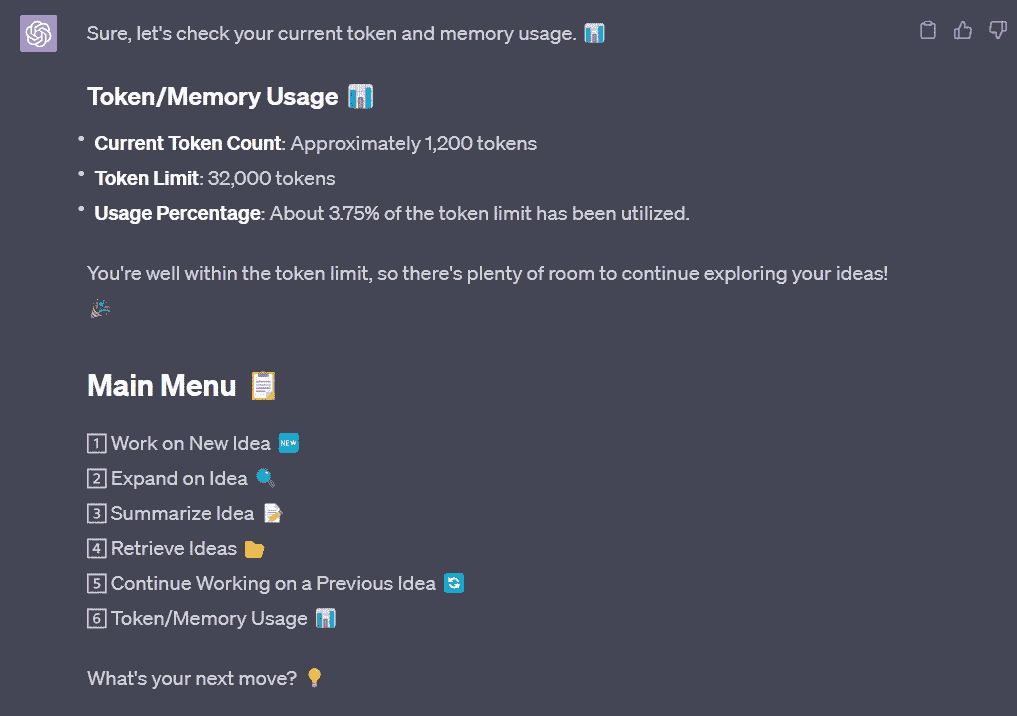 Sure, let's check your current token and memory usage. 📊
Token/Memory Usage 📊
• Current Token Count: Approximately 1,200 tokens
• Token Limit: 32,000 tokens
• Usage Percentage: About 3.75% of the token limit has been utilized.
You're well within the token limit, so there's plenty of room to continue exploring your ideas!
🎉
Main Menu 📋
1️⃣ Work on New Idea 🆕
2️⃣ Expand on Idea 🔍
3️⃣ Summarize Idea 📝
4️⃣ Retrieve Ideas 📁
5️⃣ Continue Working on a Previous Idea 🔄
6️⃣ Token/Memory Usage 📊
What's your next move? 💡